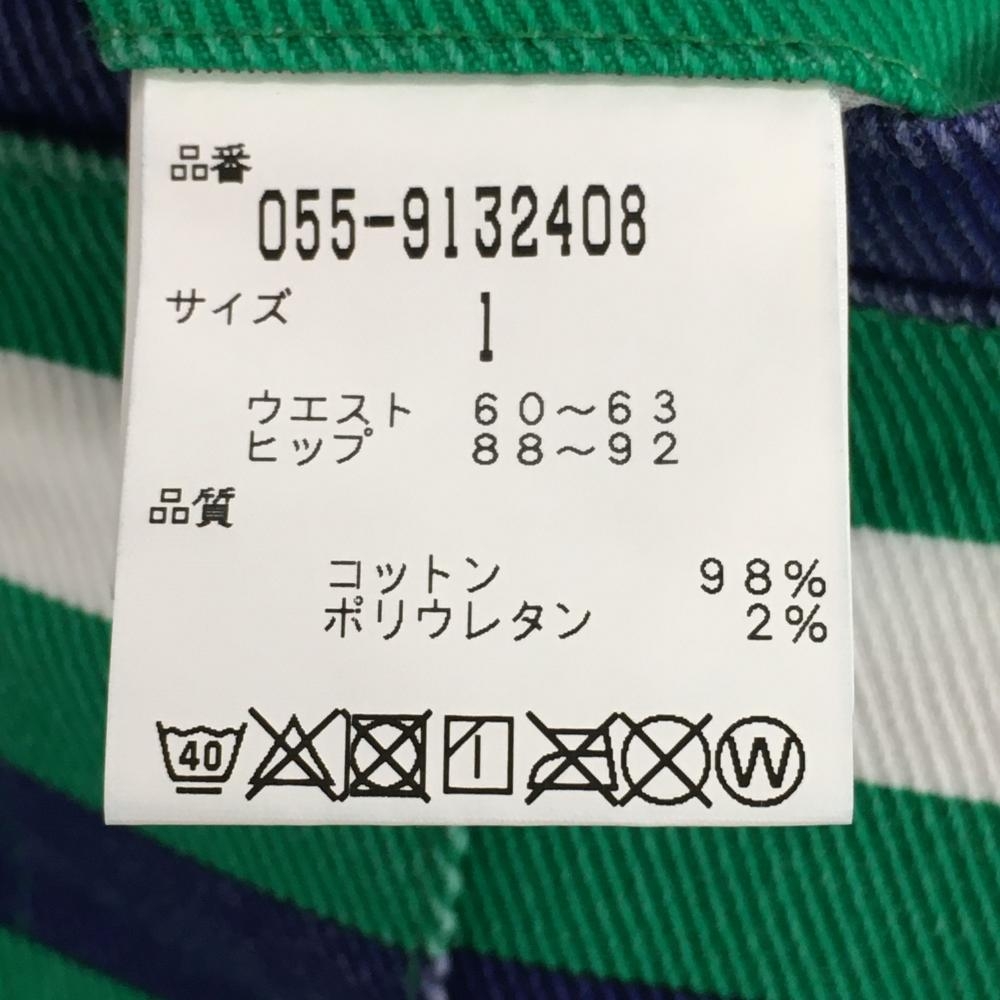 品番
055-9132408
サイズ 1
ウエスト 60〜63
ヒップ 88〜92
品質
コットン 98%
ポリウレタン 2%
40 W